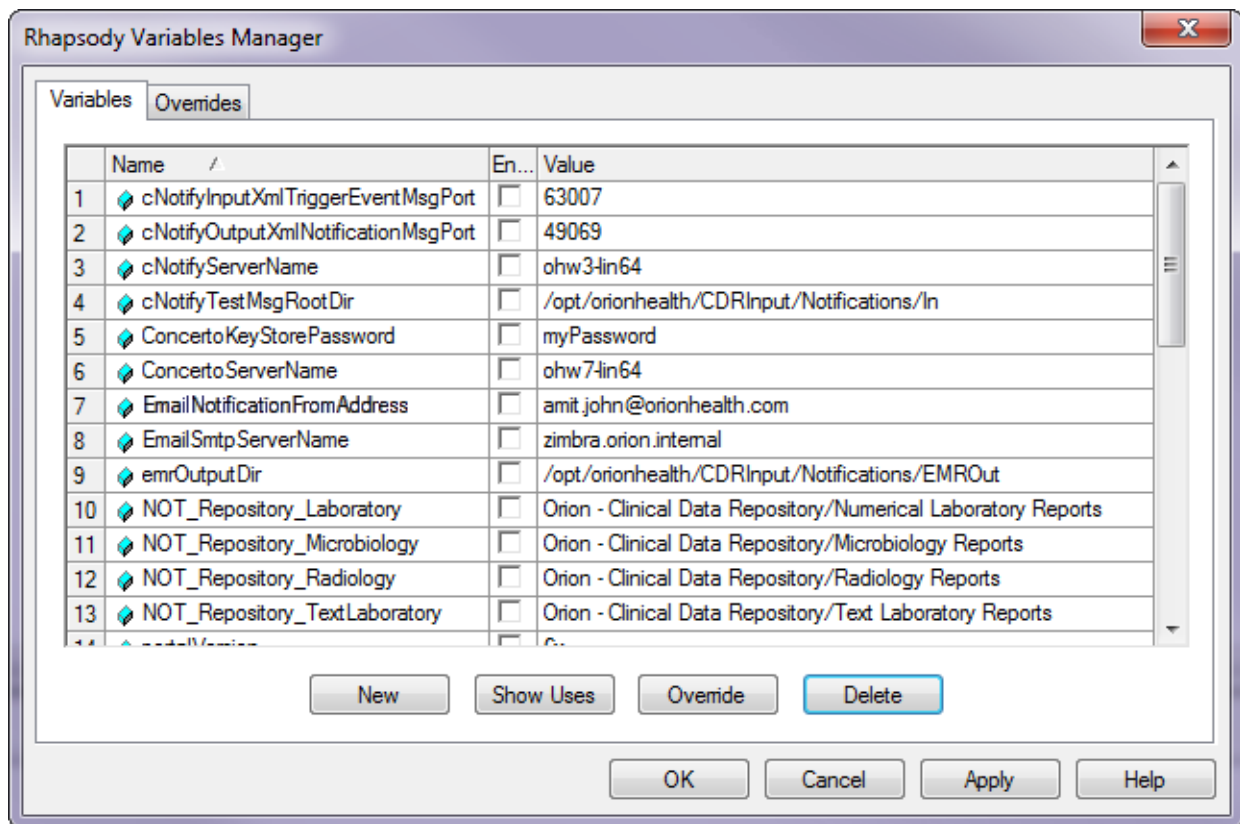 Rhapsody Variables Manager
Variables Overrides
Name En... Value
1 cNotifyInputXmlTriggerEventMsgPort 63007
2 cNotifyOutputXmlNotificationMsgPort 49069
3 cNotifyServerName ohw3-lin64
4 cNotifyTestMsgRootDir /opt/orionhealth/CDRInput/Notifications/In
5 ConcertoKeyStorePassword myPassword
6 ConcertoServerName ohw7-lin64
7 EmailNotificationFromAddress amit.john@orionhealth.com
8 EmailSmtpServerName zimbra.orion.internal
9 emrOutputDir /opt/orionhealth/CDRInput/Notifications/EMROut
10 NOT_Repository_Laboratory Orion - Clinical Data Repository/Numerical Laboratory Reports
11 NOT_Repository_Microbiology Orion - Clinical Data Repository/Microbiology Reports
12 NOT_Repository_Radiology Orion - Clinical Data Repository/Radiology Reports
13 NOT_Repository_TextLaboratory Orion - Clinical Data Repository/Text Laboratory Reports
14 portalVersion
New Show Uses Override Delete
OK Cancel Apply Help